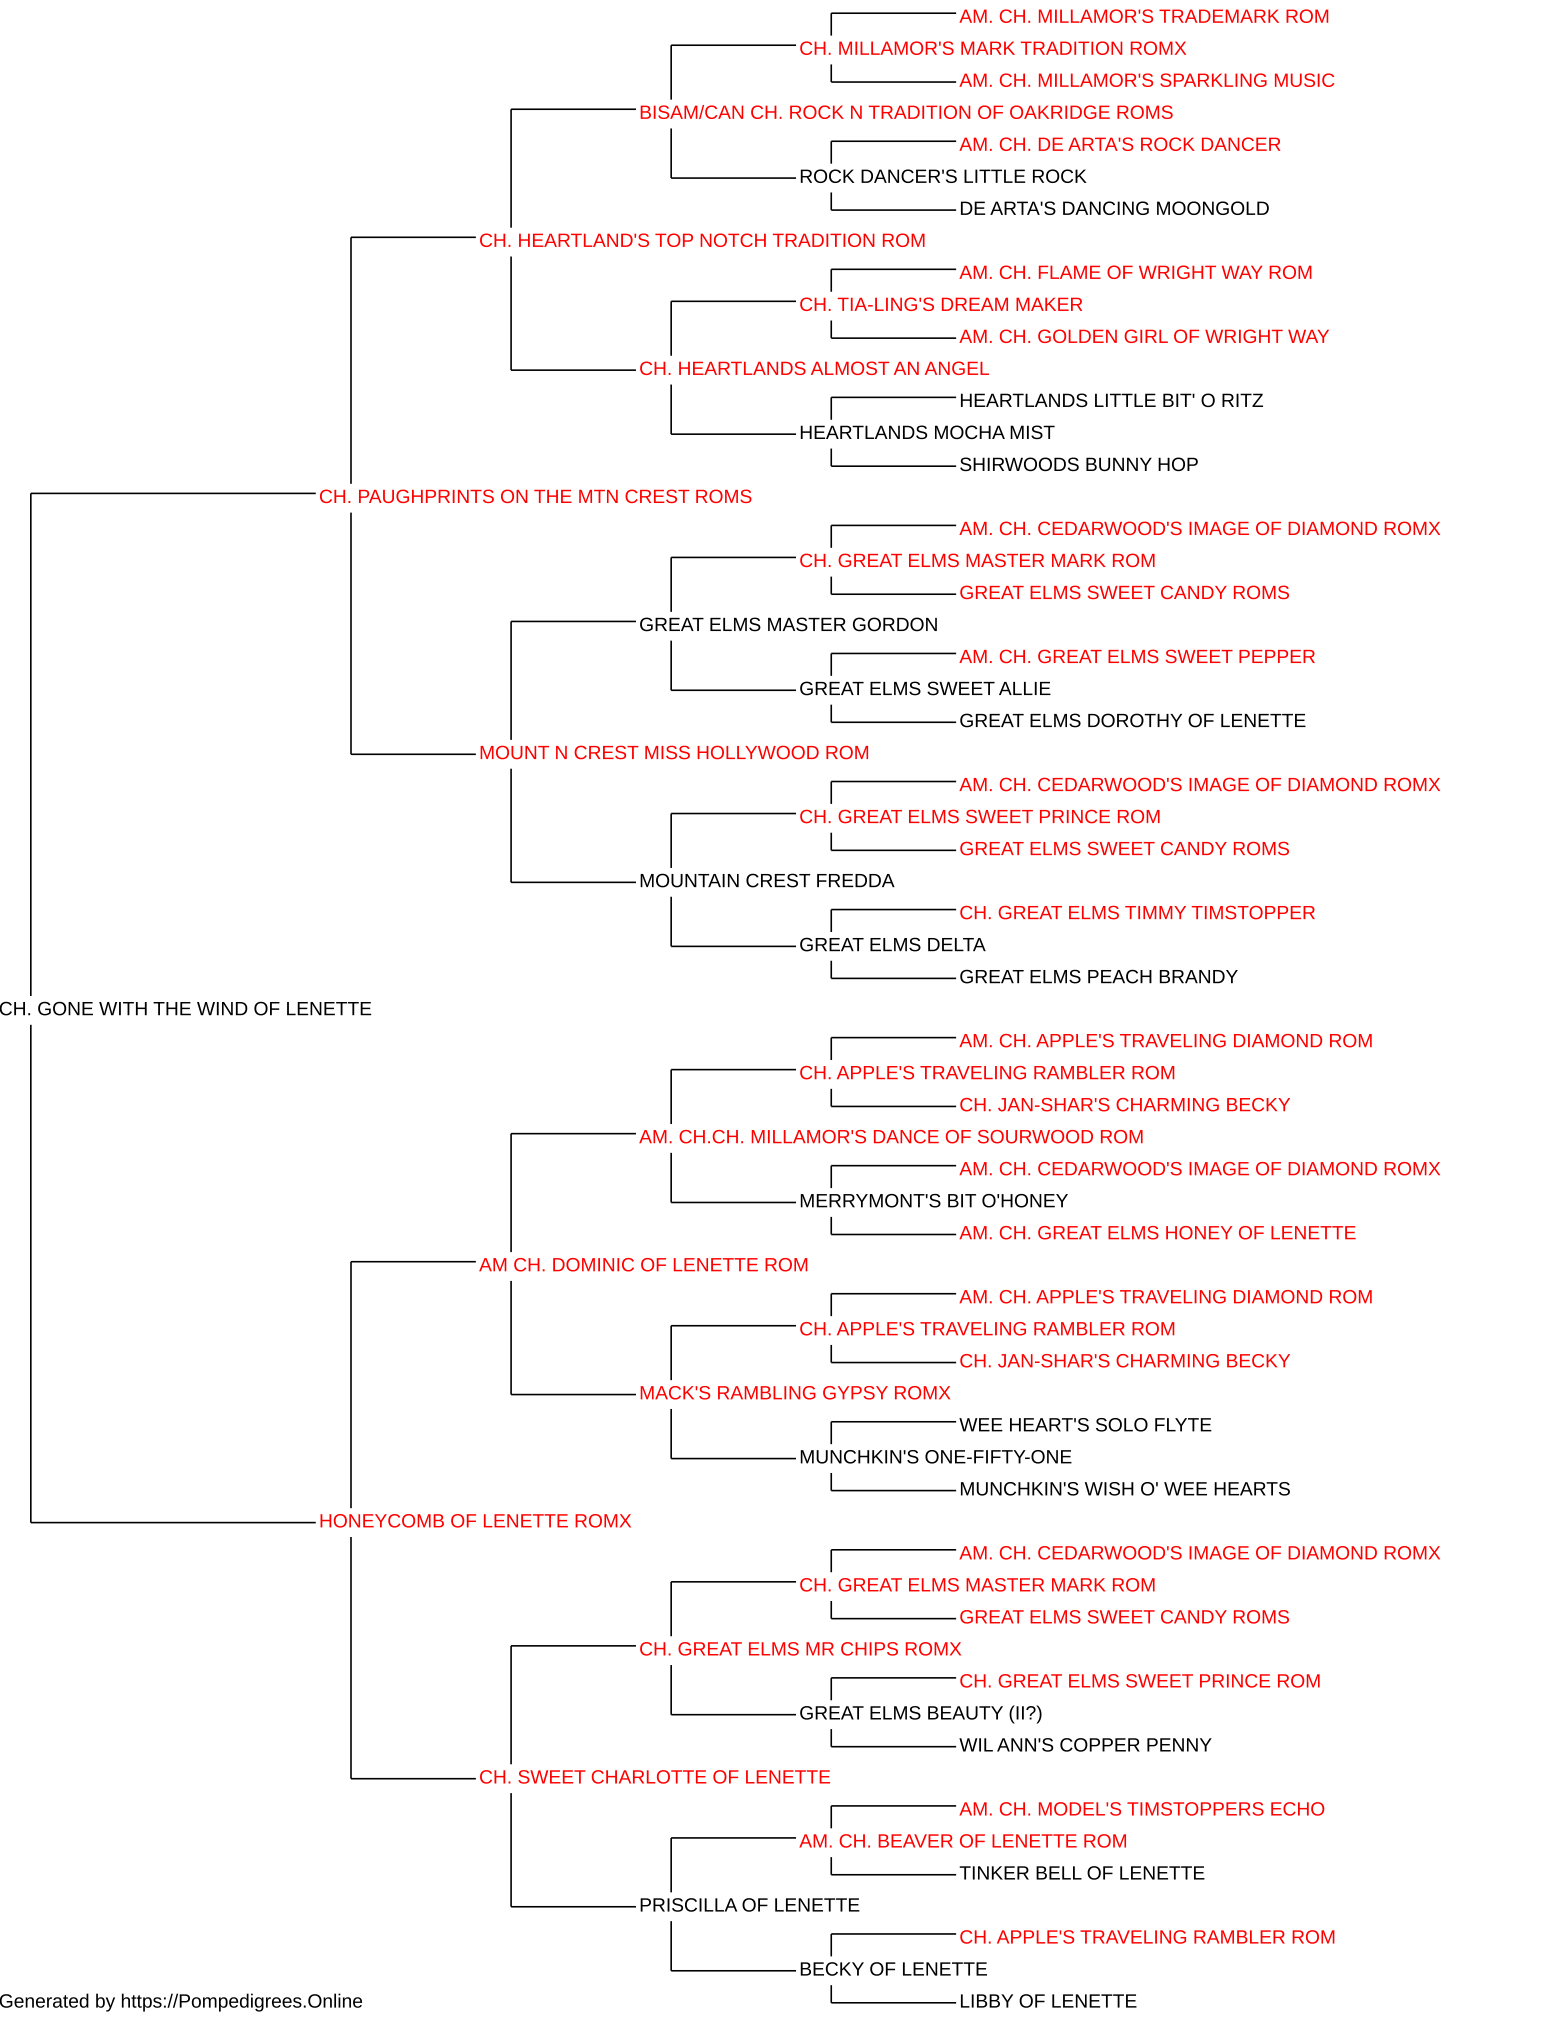 AM. CH. MILLAMOR'S TRADEMARK ROM
CH. MILLAMOR'S MARK TRADITION ROMX
AM. CH. MILLAMOR'S SPARKLING MUSIC
BISAM/CAN CH. ROCK N TRADITION OF OAKRIDGE ROMS
AM. CH. DE ARTA'S ROCK DANCER
ROCK DANCER'S LITTLE ROCK
DE ARTA'S DANCING MOONGOLD
CH. HEARTLAND'S TOP NOTCH TRADITION ROM
AM. CH. FLAME OF WRIGHT WAY ROM
CH. TIA-LING'S DREAM MAKER
AM. CH. GOLDEN GIRL OF WRIGHT WAY
CH. HEARTLANDS ALMOST AN ANGEL
HEARTLANDS LITTLE BIT' O RITZ
HEARTLANDS MOCHA MIST
SHIRWOODS BUNNY HOP
CH. PAUGHPRINTS ON THE MTN CREST ROMS
AM. CH. CEDARWOOD'S IMAGE OF DIAMOND ROMX
CH. GREAT ELMS MASTER MARK ROM
GREAT ELMS SWEET CANDY ROMS
GREAT ELMS MASTER GORDON
AM. CH. GREAT ELMS SWEET PEPPER
GREAT ELMS SWEET ALLIE
GREAT ELMS DOROTHY OF LENETTE
MOUNT N CREST MISS HOLLYWOOD ROM
AM. CH. CEDARWOOD'S IMAGE OF DIAMOND ROMX
CH. GREAT ELMS SWEET PRINCE ROM
GREAT ELMS SWEET CANDY ROMS
MOUNTAIN CREST FREDDA
CH. GREAT ELMS TIMMY TIMSTOPPER
GREAT ELMS DELTA
GREAT ELMS PEACH BRANDY
CH. GONE WITH THE WIND OF LENETTE
AM. CH. APPLE'S TRAVELING DIAMOND ROM
CH. APPLE'S TRAVELING RAMBLER ROM
CH. JAN-SHAR'S CHARMING BECKY
AM. CH.CH. MILLAMOR'S DANCE OF SOURWOOD ROM
AM. CH. CEDARWOOD'S IMAGE OF DIAMOND ROMX
MERRYMONT'S BIT O'HONEY
AM. CH. GREAT ELMS HONEY OF LENETTE
AM CH. DOMINIC OF LENETTE ROM
AM. CH. APPLE'S TRAVELING DIAMOND ROM
CH. APPLE'S TRAVELING RAMBLER ROM
CH. JAN-SHAR'S CHARMING BECKY
MACK'S RAMBLING GYPSY ROMX
WEE HEART'S SOLO FLYTE
MUNCHKIN'S ONE-FIFTY-ONE
MUNCHKIN'S WISH O' WEE HEARTS
HONEYCOMB OF LENETTE ROMX
AM. CH. CEDARWOOD'S IMAGE OF DIAMOND ROMX
CH. GREAT ELMS MASTER MARK ROM
GREAT ELMS SWEET CANDY ROMS
CH. GREAT ELMS MR CHIPS ROMX
CH. GREAT ELMS SWEET PRINCE ROM
GREAT ELMS BEAUTY (II?)
WIL ANN'S COPPER PENNY
CH. SWEET CHARLOTTE OF LENETTE
AM. CH. MODEL'S TIMSTOPPERS ECHO
AM. CH. BEAVER OF LENETTE ROM
TINKER BELL OF LENETTE
PRISCILLA OF LENETTE
CH. APPLE'S TRAVELING RAMBLER ROM
BECKY OF LENETTE
LIBBY OF LENETTE
Generated by https://Pompedigrees.Online